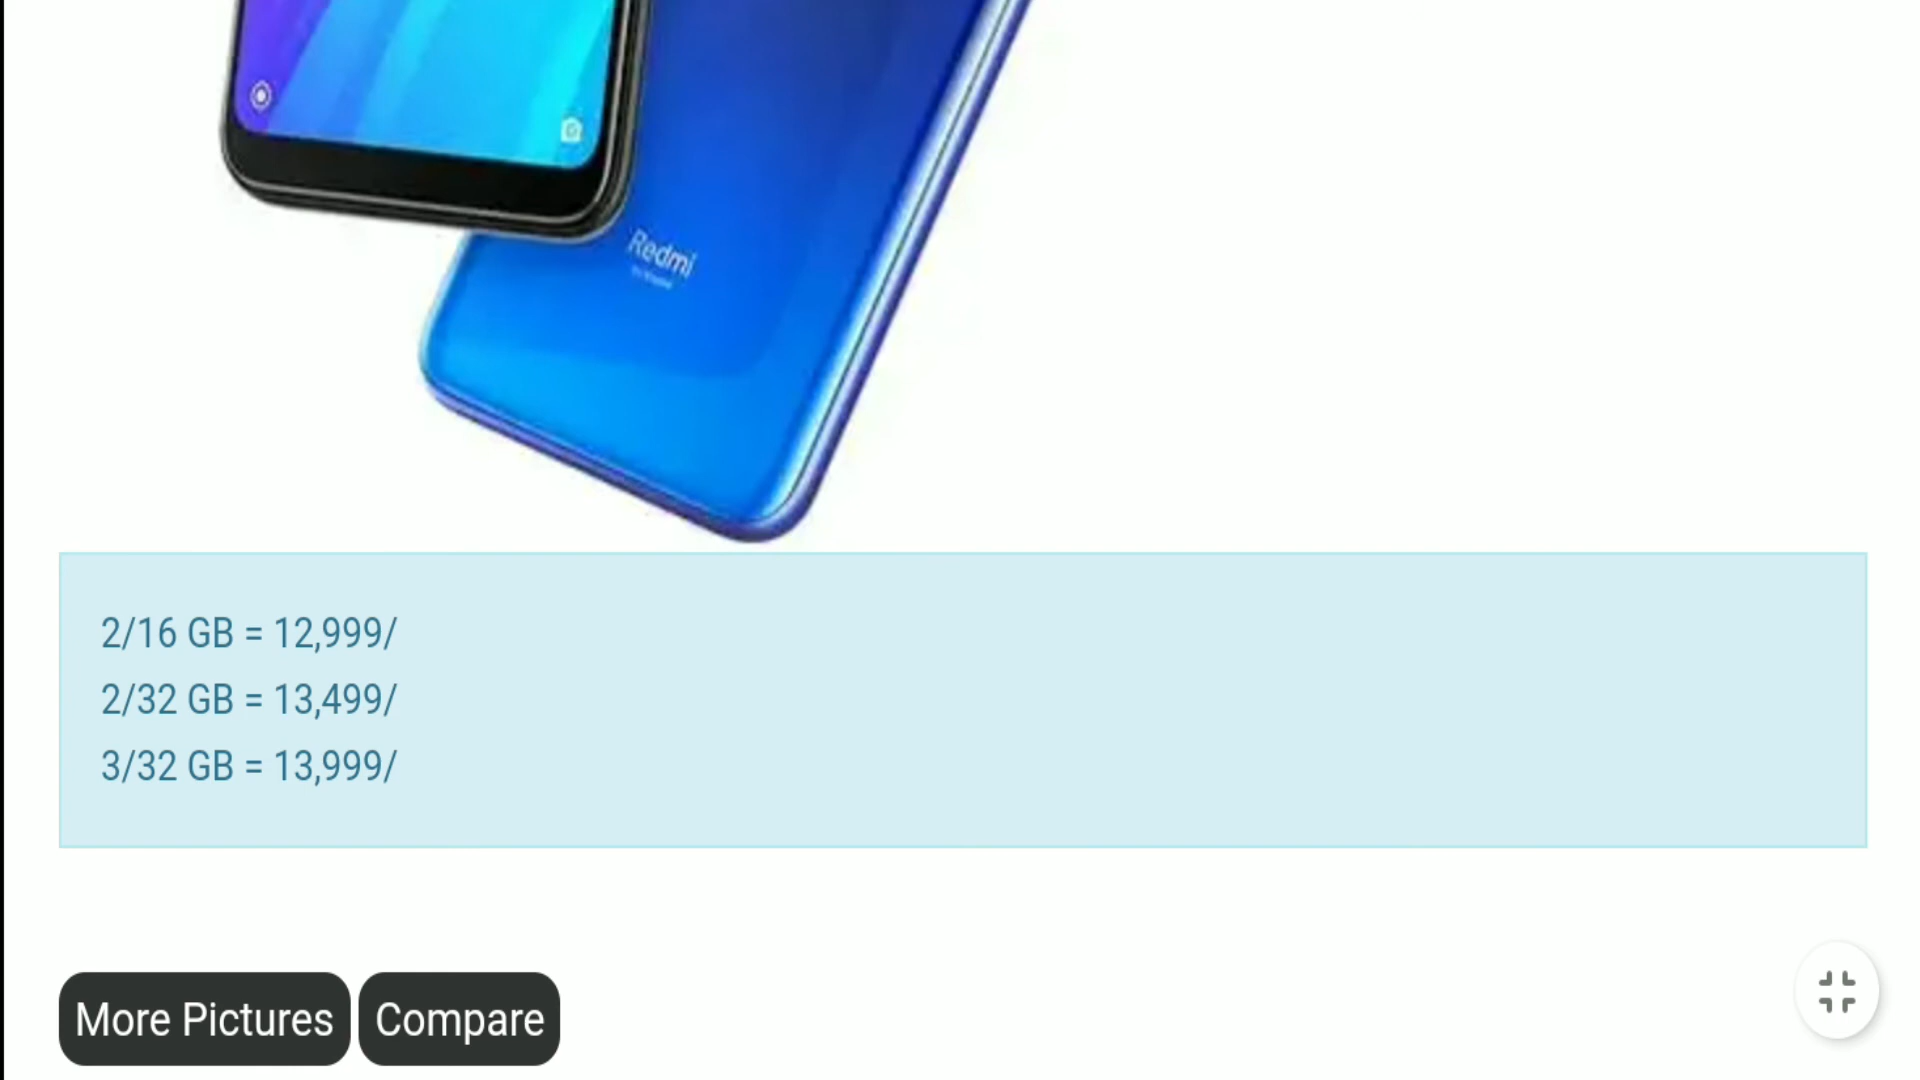 Redmi
2/16 GB = 12,999/
2/32 GB = 13,499/
3/32 GB = 13,999/
More Pictures
Compare